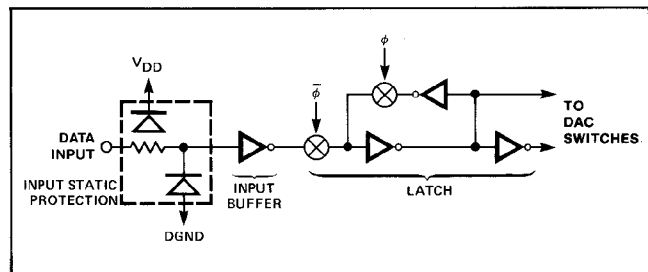 V_DD
DATA
INPUT
INPUT STATIC
PROTECTION
DGND
INPUT
BUFFER
φ̅
φ
LATCH
TO
DAC
SWITCHES